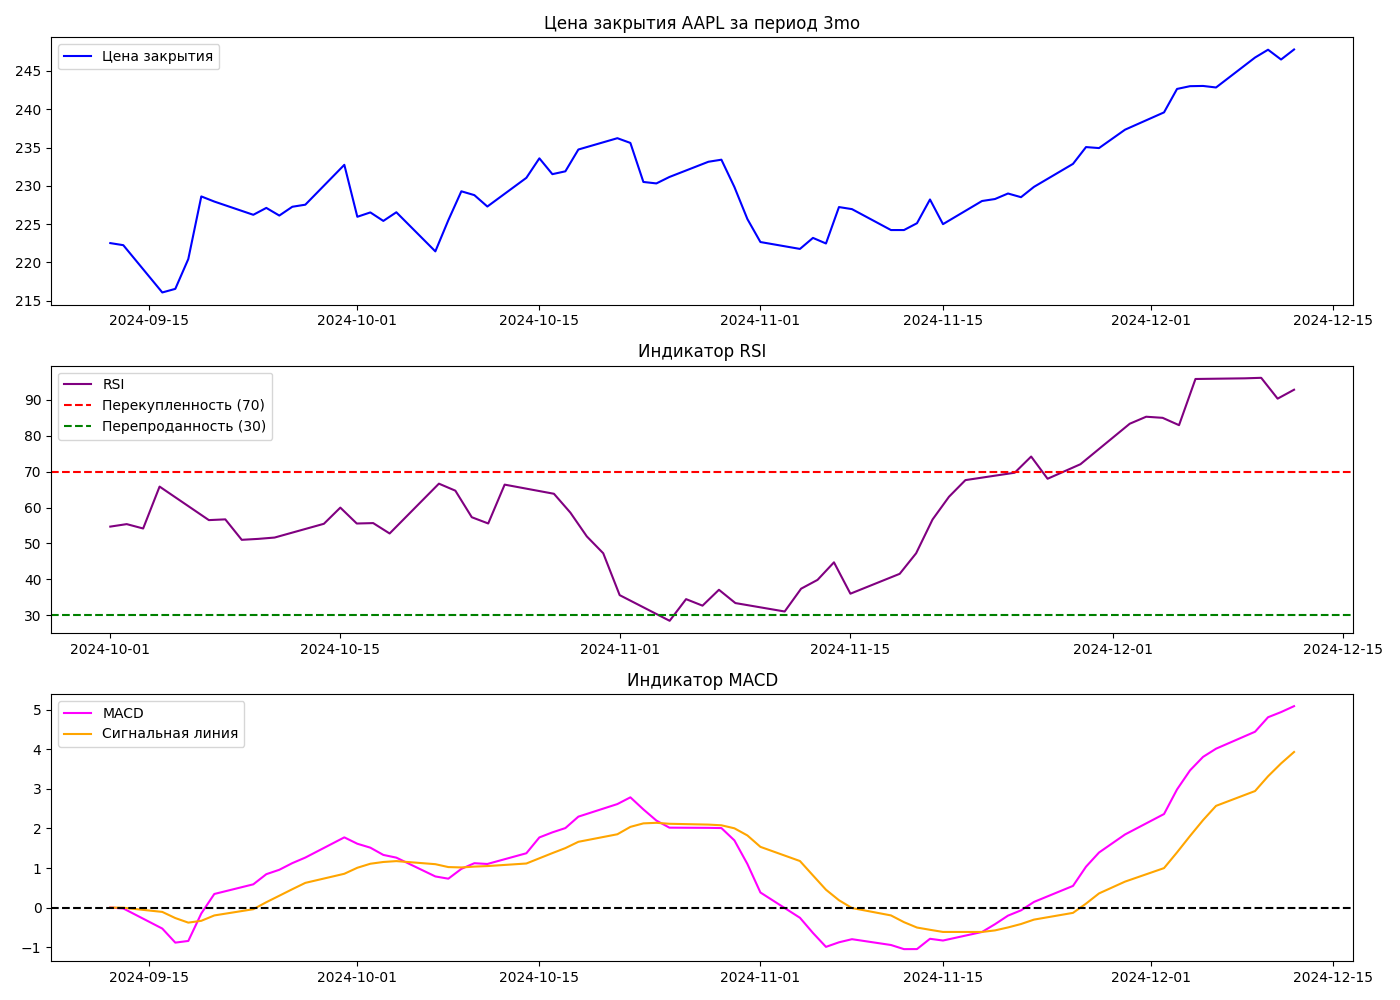 Цена закрытия AAPL за период 3mo
Цена закрытия
245
240
235
230
225
220
215
2024-09-15 2024-10-01 2024-10-15 2024-11-01 2024-11-15 2024-12-01 2024-12-15
Индикатор RSI
RSI
Перекупленность (70)
Перепроданность (30)
90
80
70
60
50
40
30
2024-10-01 2024-10-15 2024-11-01 2024-11-15 2024-12-01 2024-12-15
Индикатор MACD
MACD
Сигнальная линия
5
4
3
2
1
0
−1
2024-09-15 2024-10-01 2024-10-15 2024-11-01 2024-11-15 2024-12-01 2024-12-15